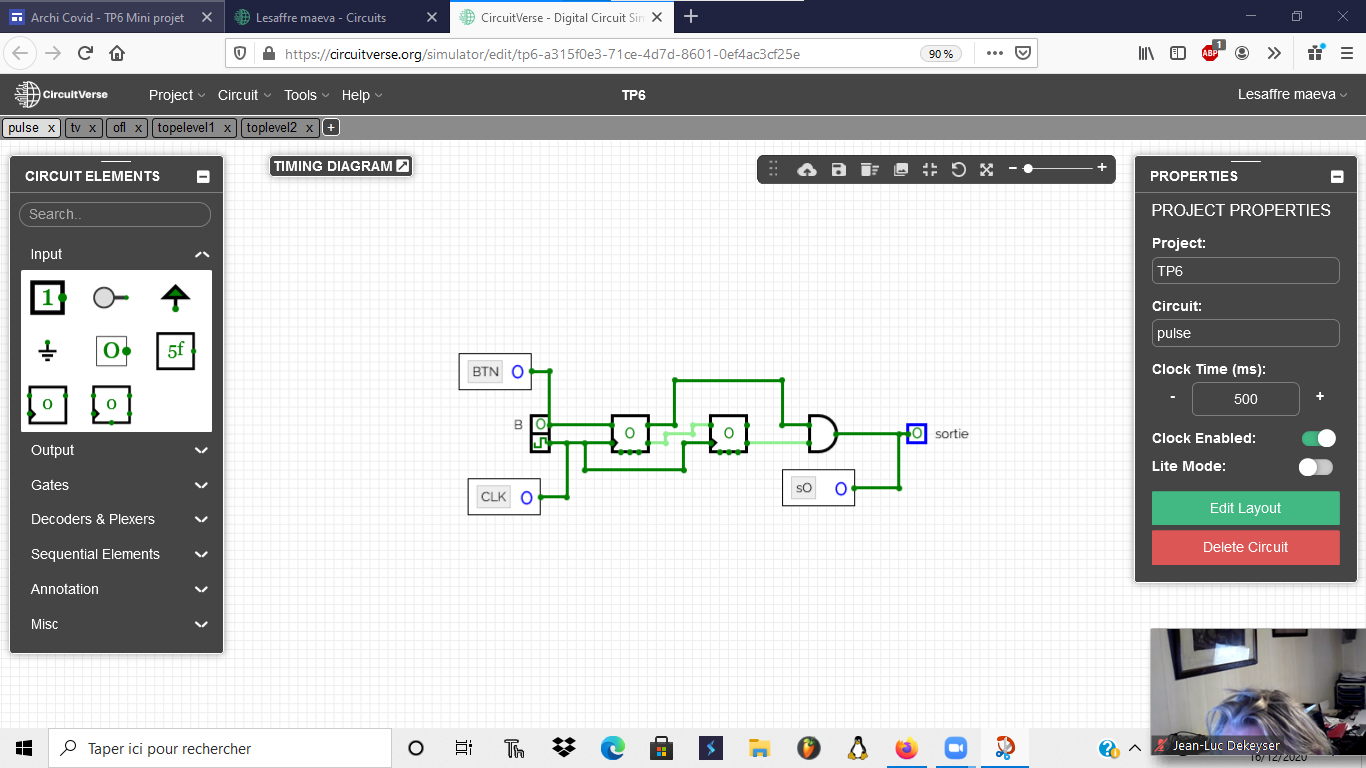 Archi Covid - TP6 Mini projet
Lesaffre maeva - Circuits
CircuitVerse - Digital Circuit Sim
https://circuitverse.org/simulator/edit/tp6-a315f0e3-71ce-4d7d-8601-0ef4ac3cf25e
90%
ABP
1
CircuitVerse
Project
Circuit
Tools
Help
TP6
Lesaffre maeva
pulse x
tv x
ofl x
topelevel1 x
toplevel2 x
+
CIRCUIT ELEMENTS
Search..
Input
1
0
5f
0
0
Output
Gates
Decoders & Plexers
Sequential Elements
Annotation
Misc
TIMING DIAGRAM
BTN 0
B 0
0
0
0 sortie
sO 0
CLK 0
PROPERTIES
PROJECT PROPERTIES
Project:
TP6
Circuit:
pulse
Clock Time (ms):
- 500 +
Clock Enabled:
Lite Mode:
Edit Layout
Delete Circuit
Jean-Luc Dekeyser
Taper ici pour rechercher
16/12/2020